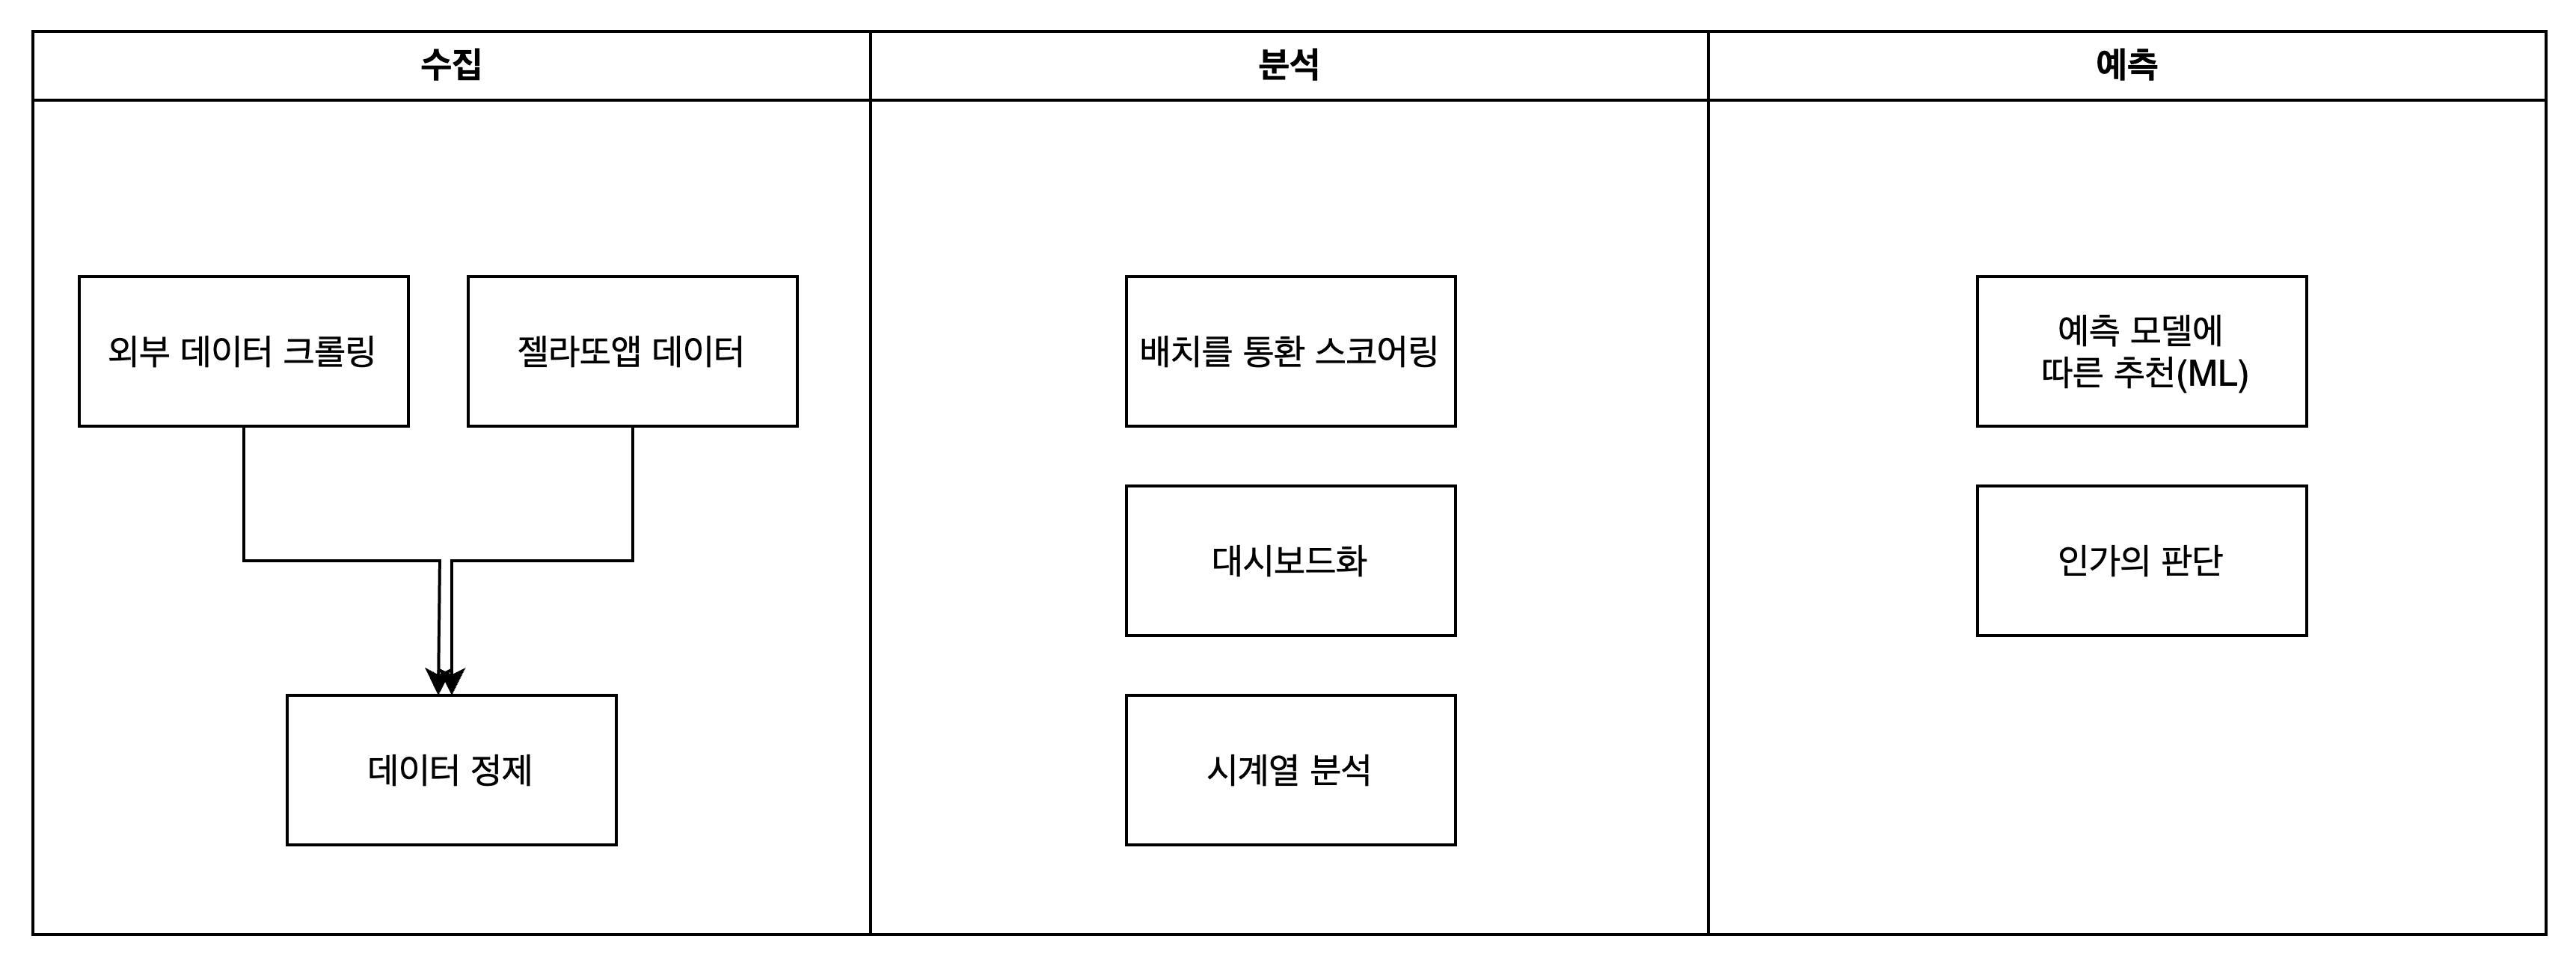 수집
분석
예측
외부 데이터 크롤링
젤라또앱 데이터
배치를 통환 스코어링
예측 모델에
따른 추천(ML)
대시보드화
인가의 판단
데이터 정제
시계열 분석